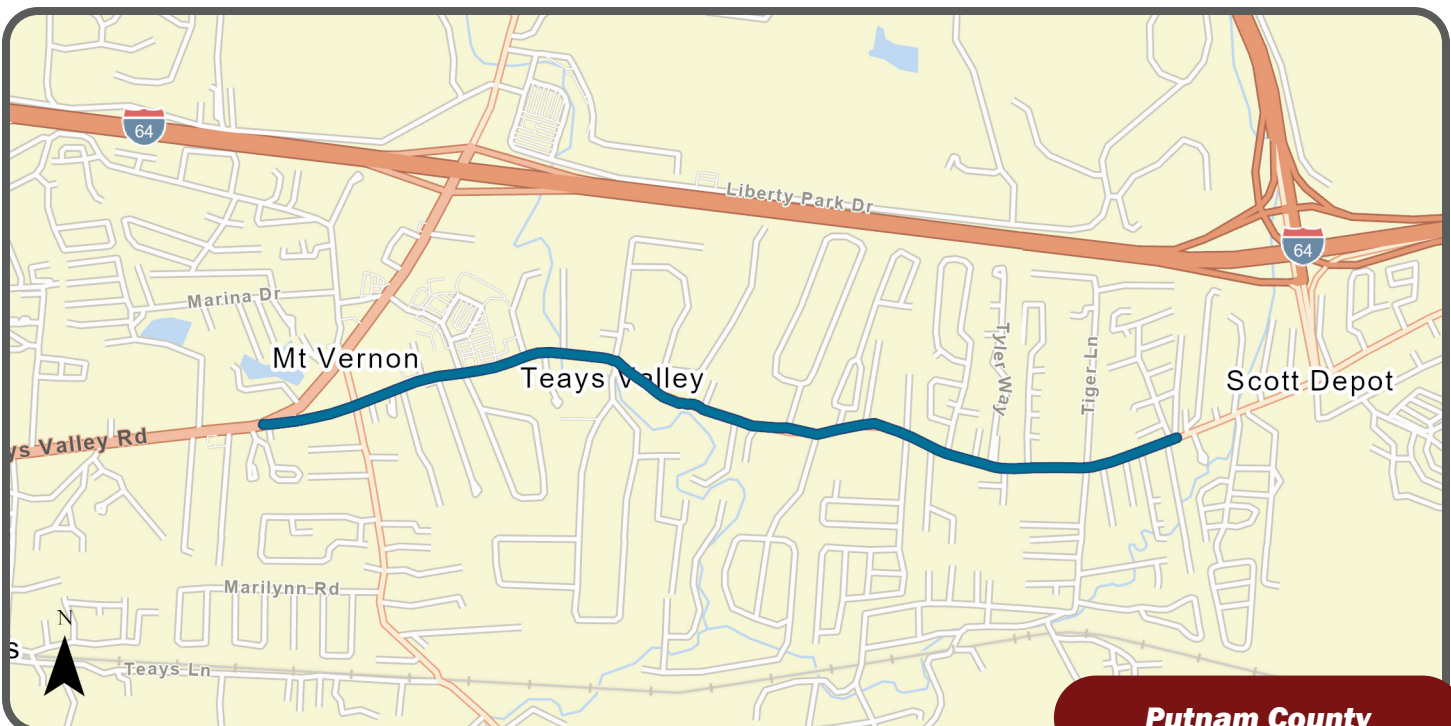 64
Liberty Park Dr
64
Marina Dr
Mt Vernon
Teays Valley
Tyler Way
Tiger Ln
Scott Depot
ys Valley Rd
Marilynn Rd
N
s
Teays Ln
Putnam County